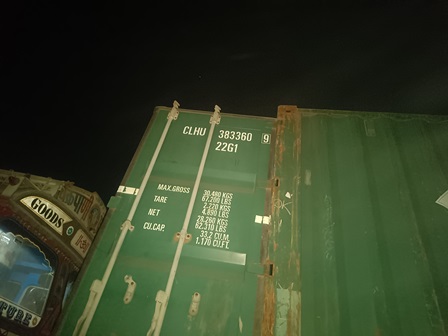 CLHU 383360 9
22G1
MAX.GROSS 30.480 KGS
67.200 LBS
TARE 2.220 KGS
4.890 LBS
NET 28.260 KGS
62.310 LBS
CU.CAP. 33.2 CU.M.
1.170 CU.FT.
GOODS